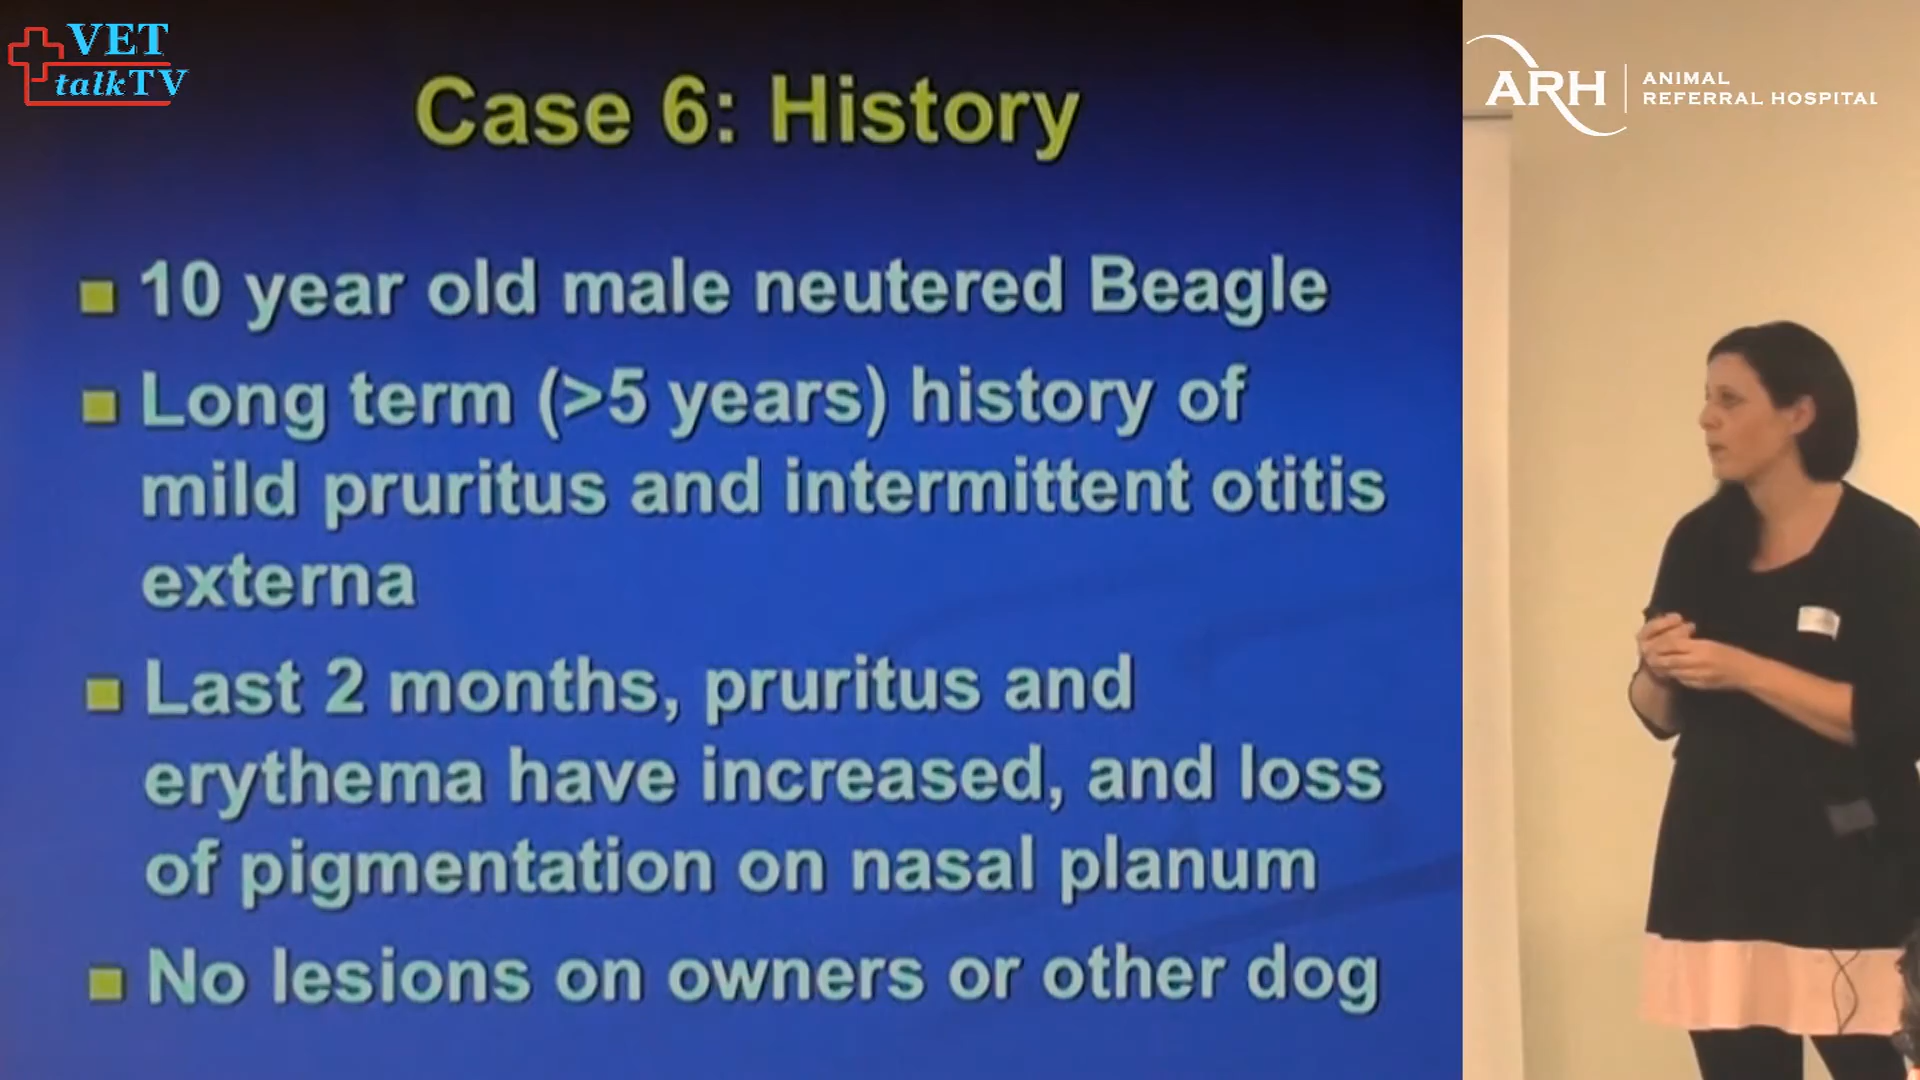 VET
talkTV
ARH
ANIMAL
REFERRAL HOSPITAL
Case 6: History
10 year old male neutered Beagle
Long term (>5 years) history of
mild pruritus and intermittent otitis
externa
Last 2 months, pruritus and
erythema have increased, and loss
of pigmentation on nasal planum
No lesions on owners or other dog